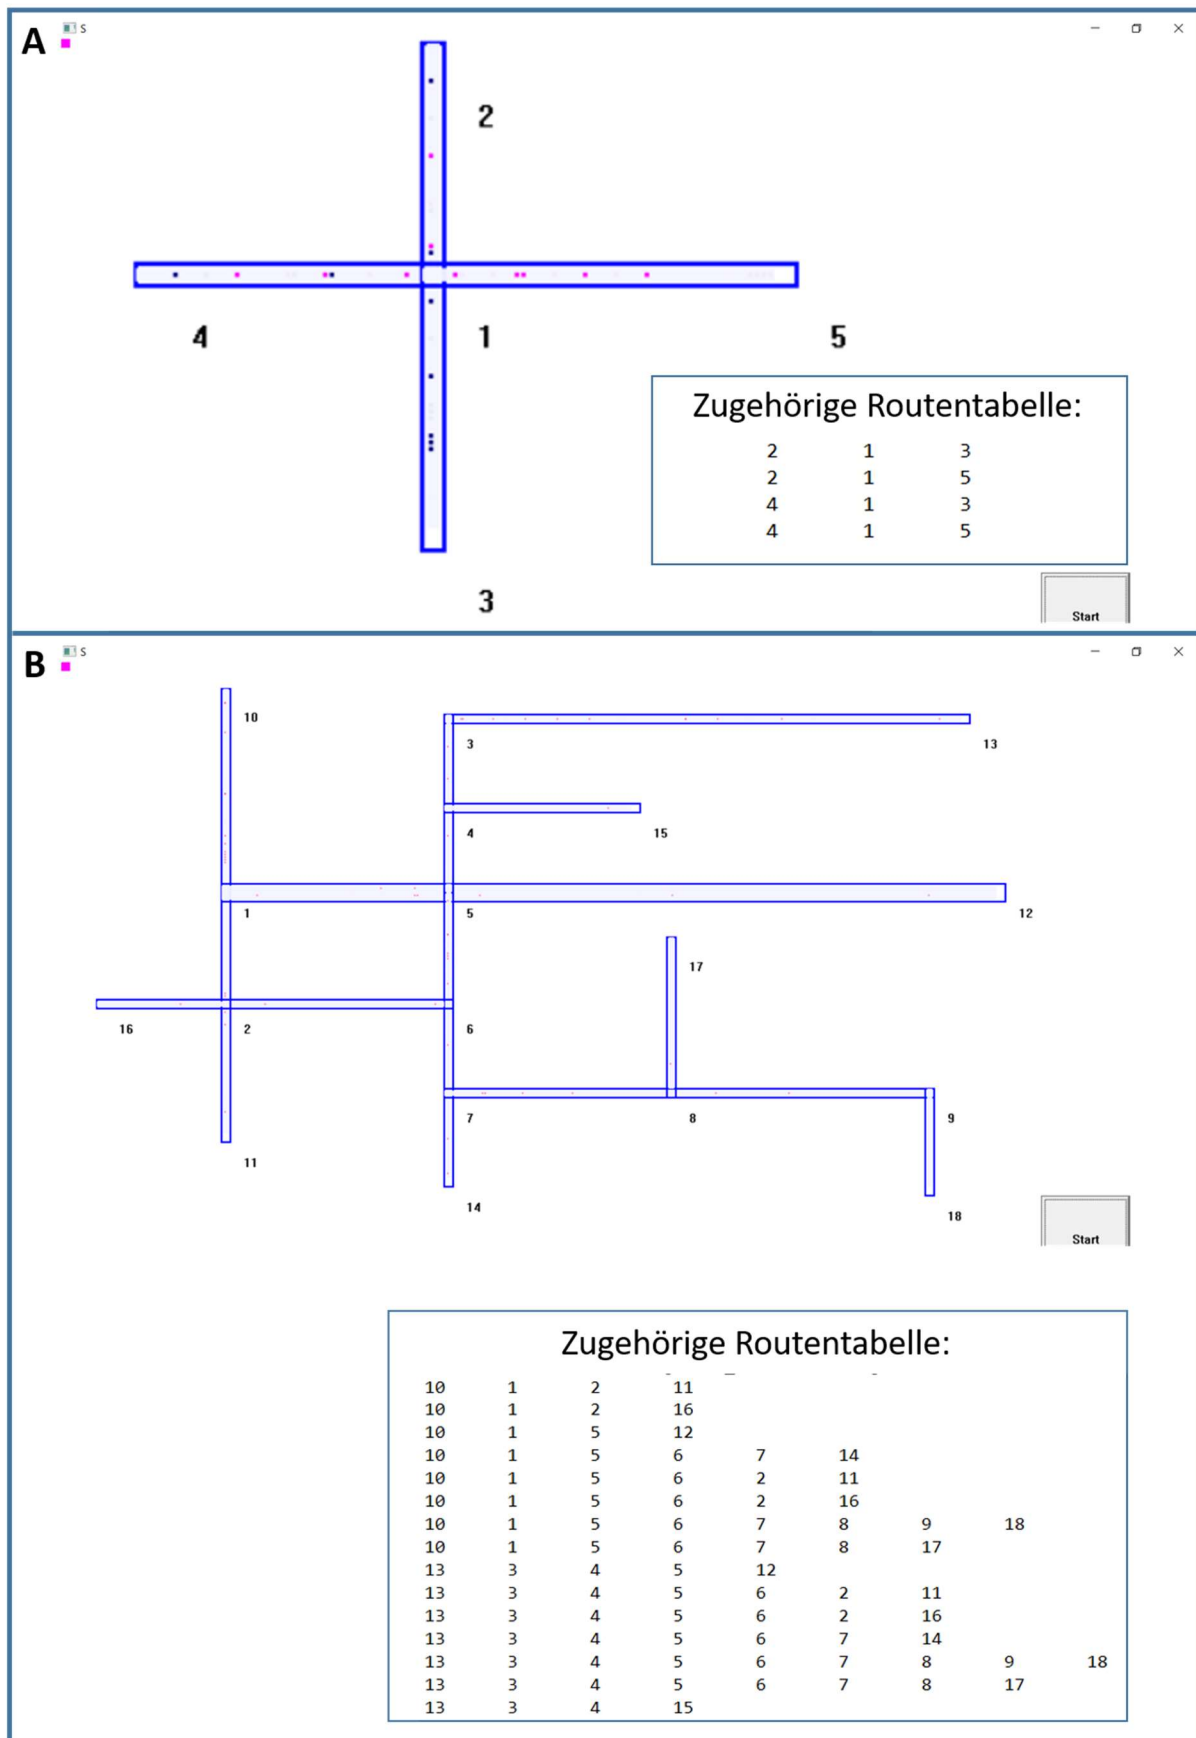 A
S
2
4
1
5
Zugehörige Routentabelle:
2 1 3
2 1 5
4 1 3
4 1 5
3
Start
B
S
10
3
13
4
15
1
5
12
17
16
2
6
7
8
9
11
14
18
Start
Zugehörige Routentabelle:
10 1 2 11
10 1 2 16
10 1 5 12
10 1 5 6 7 14
10 1 5 6 2 11
10 1 5 6 2 16
10 1 5 6 7 8 9 18
10 1 5 6 7 8 17
13 3 4 5 12
13 3 4 5 6 2 11
13 3 4 5 6 2 16
13 3 4 5 6 7 14
13 3 4 5 6 7 8 9 18
13 3 4 5 6 7 8 17
13 3 4 15